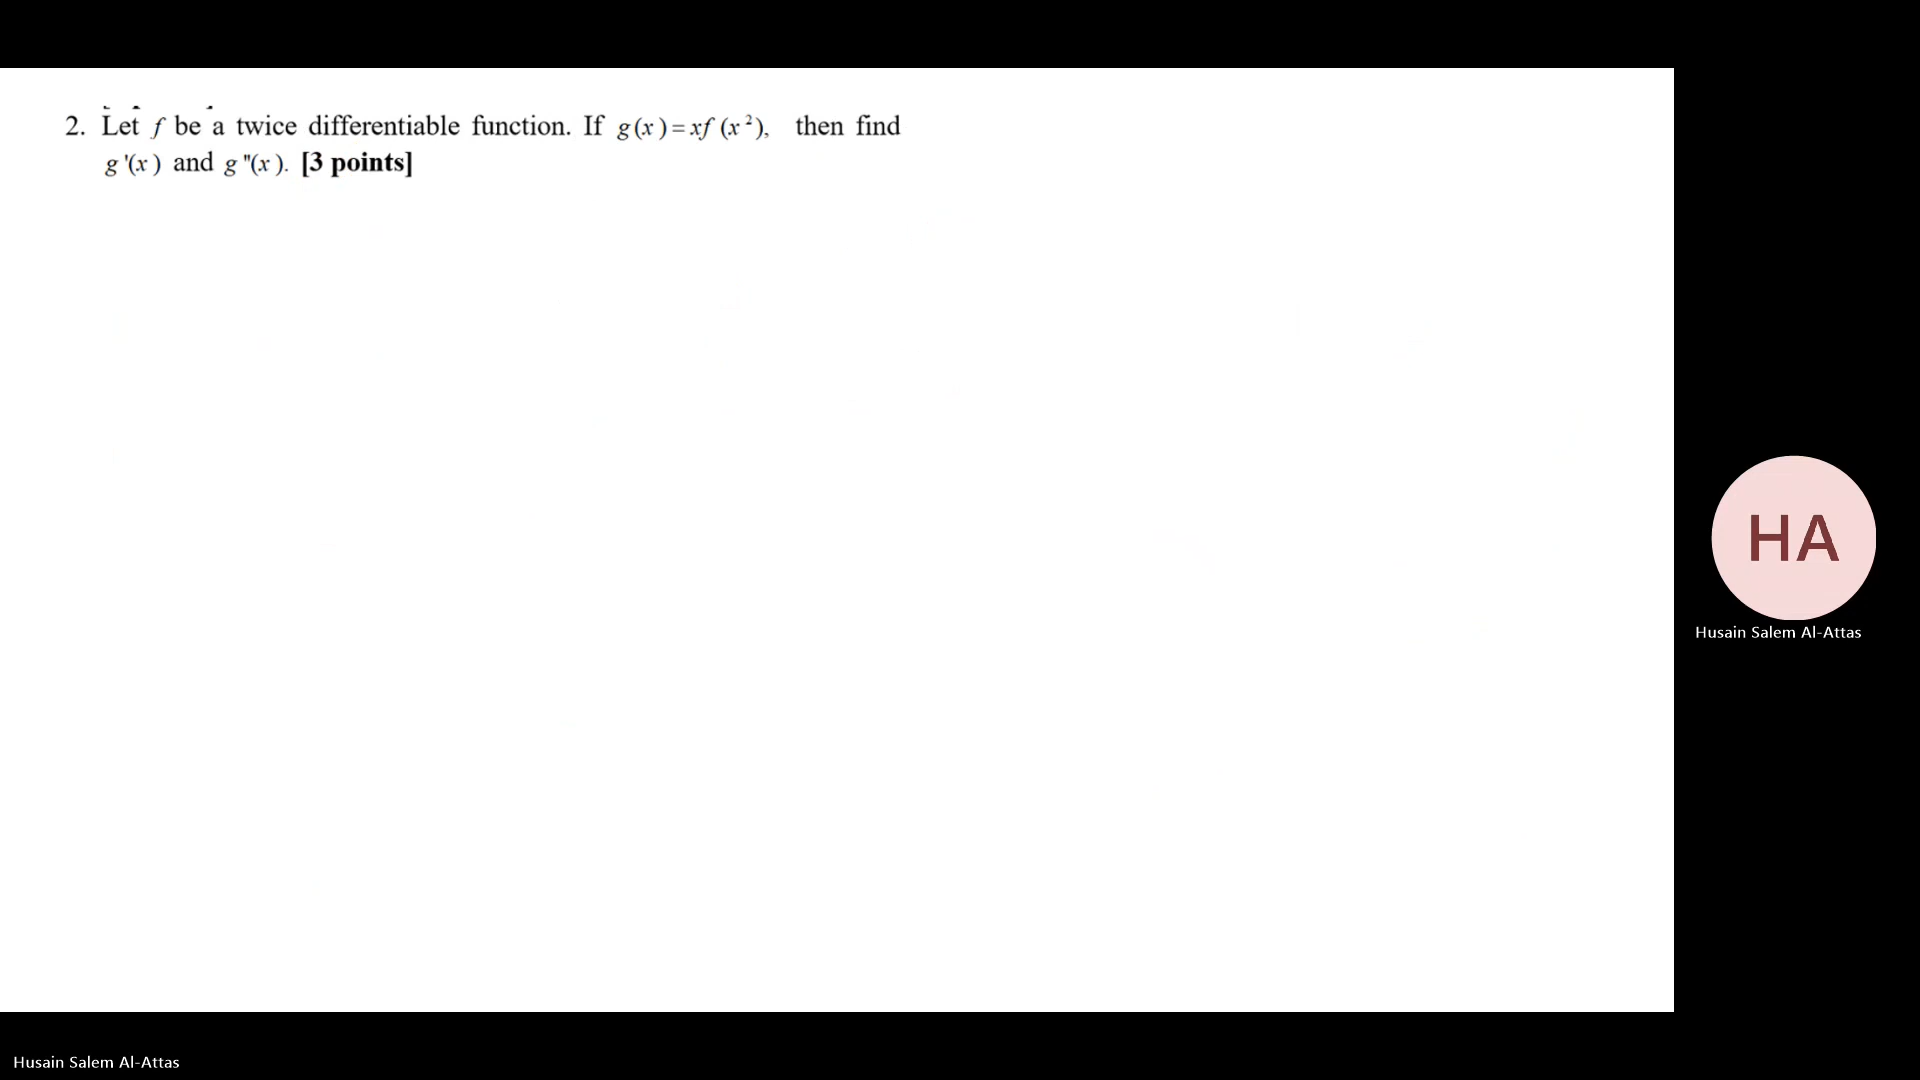 2. Let f be a twice differentiable function. If g(x)=xf(x²), then find
g'(x) and g"(x). [3 points]
HA
Husain Salem Al-Attas
Husain Salem Al-Attas